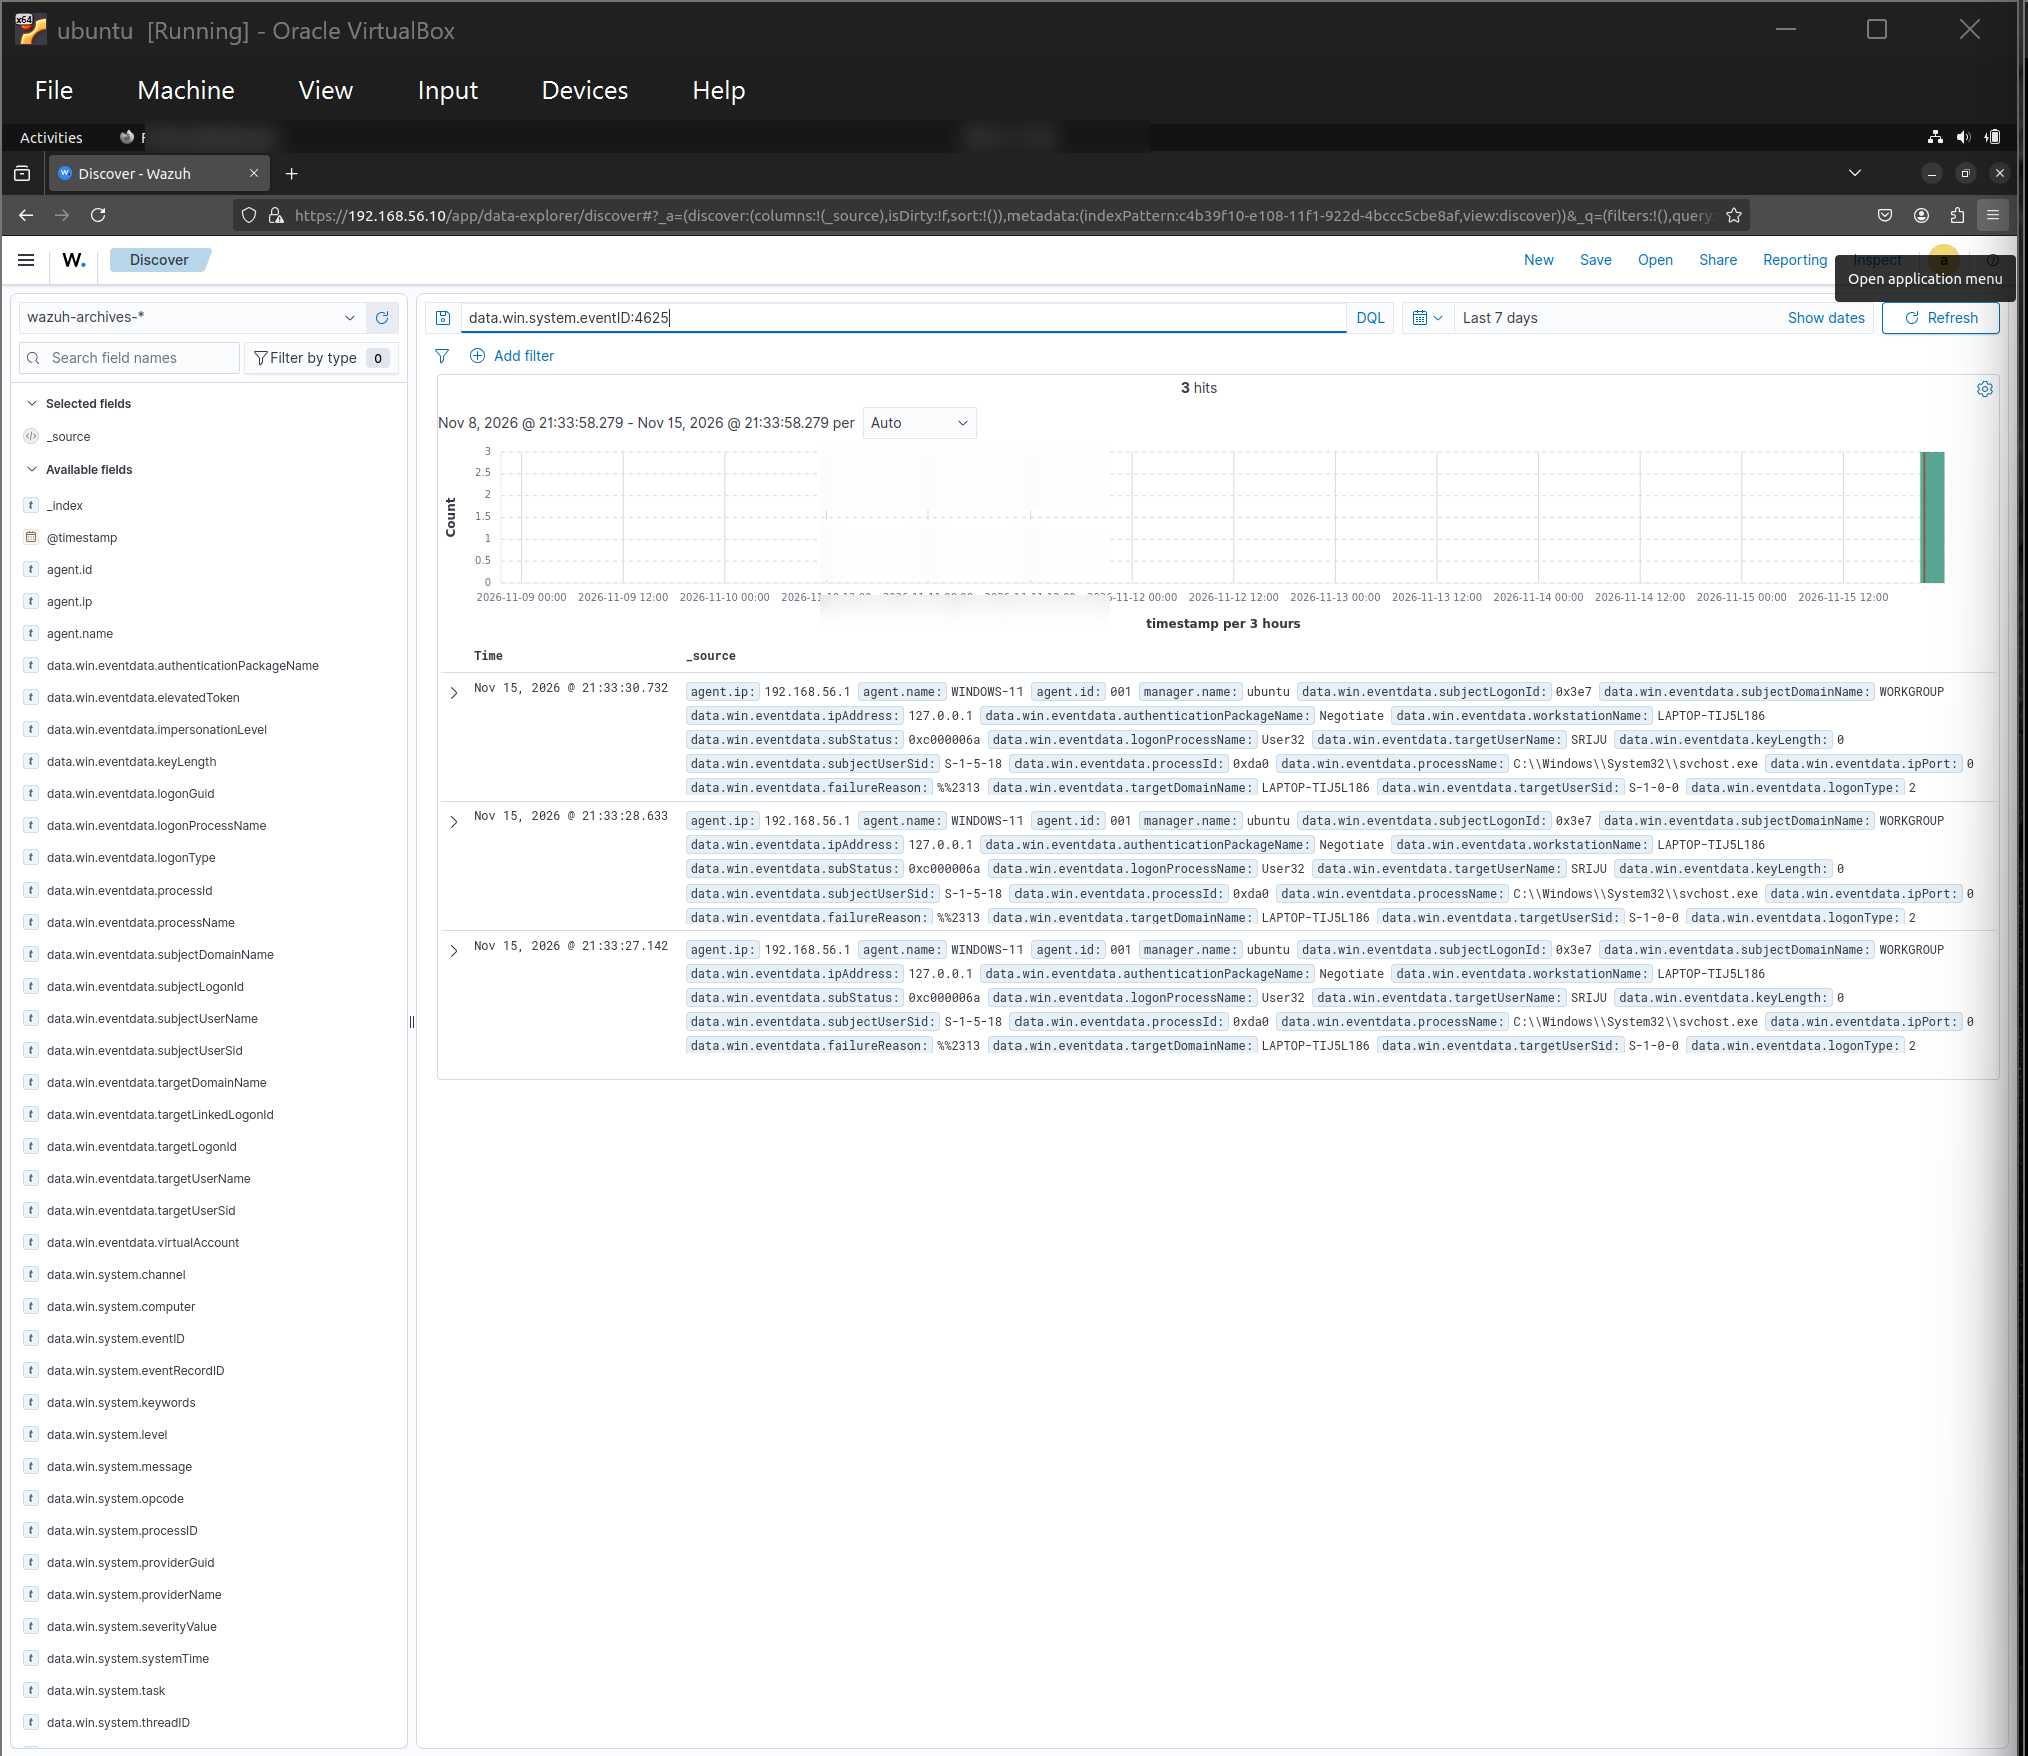 ubuntu [Running] - Oracle VirtualBox
File Machine View Input Devices Help
Activities
Discover - Wazuh
https://192.168.56.10/app/data-explorer/discover#?_a=(discover:(columns:!(_source),isDirty:!f,sort:!()),metadata:(indexPattern:c4b39f10-e108-11f1-922d-4bccc5cbe8af,view:discover))&_q=(filters:!(),query:
W. Discover New Save Open Share Reporting Inspect a
Open application menu
wazuh-archives-*
data.win.system.eventID:4625 DQL Last 7 days Show dates Refresh
Search field names Filter by type 0
Add filter
Selected fields
_source
Available fields
_index
@timestamp
agent.id
agent.ip
agent.name
data.win.eventdata.authenticationPackageName
data.win.eventdata.elevatedToken
data.win.eventdata.impersonationLevel
data.win.eventdata.keyLength
data.win.eventdata.logonGuid
data.win.eventdata.logonProcessName
data.win.eventdata.logonType
data.win.eventdata.processId
data.win.eventdata.processName
data.win.eventdata.subjectDomainName
data.win.eventdata.subjectLogonId
data.win.eventdata.subjectUserName
data.win.eventdata.subjectUserSid
data.win.eventdata.targetDomainName
data.win.eventdata.targetLinkedLogonId
data.win.eventdata.targetLogonId
data.win.eventdata.targetUserName
data.win.eventdata.targetUserSid
data.win.eventdata.virtualAccount
data.win.system.channel
data.win.system.computer
data.win.system.eventID
data.win.system.eventRecordID
data.win.system.keywords
data.win.system.level
data.win.system.message
data.win.system.opcode
data.win.system.processID
data.win.system.providerGuid
data.win.system.providerName
data.win.system.severityValue
data.win.system.systemTime
data.win.system.task
data.win.system.threadID
3 hits
Nov 8, 2026 @ 21:33:58.279 - Nov 15, 2026 @ 21:33:58.279 per Auto
3
2.5
2
1.5
1
0.5
0
Count
2026-11-09 00:00 2026-11-09 12:00 2026-11-10 00:00 2026-11-12 00:00 2026-11-12 12:00 2026-11-13 00:00 2026-11-13 12:00 2026-11-14 00:00 2026-11-14 12:00 2026-11-15 00:00 2026-11-15 12:00
timestamp per 3 hours
Time _source
Nov 15, 2026 @ 21:33:30.732 agent.ip: 192.168.56.1 agent.name: WINDOWS-11 agent.id: 001 manager.name: ubuntu data.win.eventdata.subjectLogonId: 0x3e7 data.win.eventdata.subjectDomainName: WORKGROUP
data.win.eventdata.ipAddress: 127.0.0.1 data.win.eventdata.authenticationPackageName: Negotiate data.win.eventdata.workstationName: LAPTOP-TIJ5L186
data.win.eventdata.subStatus: 0xc000006a data.win.eventdata.logonProcessName: User32 data.win.eventdata.targetUserName: SRIJU data.win.eventdata.keyLength: 0
data.win.eventdata.subjectUserSid: S-1-5-18 data.win.eventdata.processId: 0xda0 data.win.eventdata.processName: C:\\Windows\\System32\\svchost.exe data.win.eventdata.ipPort: 0
data.win.eventdata.failureReason: %%2313 data.win.eventdata.targetDomainName: LAPTOP-TIJ5L186 data.win.eventdata.targetUserSid: S-1-0-0 data.win.eventdata.logonType: 2
Nov 15, 2026 @ 21:33:28.633 agent.ip: 192.168.56.1 agent.name: WINDOWS-11 agent.id: 001 manager.name: ubuntu data.win.eventdata.subjectLogonId: 0x3e7 data.win.eventdata.subjectDomainName: WORKGROUP
data.win.eventdata.ipAddress: 127.0.0.1 data.win.eventdata.authenticationPackageName: Negotiate data.win.eventdata.workstationName: LAPTOP-TIJ5L186
data.win.eventdata.subStatus: 0xc000006a data.win.eventdata.logonProcessName: User32 data.win.eventdata.targetUserName: SRIJU data.win.eventdata.keyLength: 0
data.win.eventdata.subjectUserSid: S-1-5-18 data.win.eventdata.processId: 0xda0 data.win.eventdata.processName: C:\\Windows\\System32\\svchost.exe data.win.eventdata.ipPort: 0
data.win.eventdata.failureReason: %%2313 data.win.eventdata.targetDomainName: LAPTOP-TIJ5L186 data.win.eventdata.targetUserSid: S-1-0-0 data.win.eventdata.logonType: 2
Nov 15, 2026 @ 21:33:27.142 agent.ip: 192.168.56.1 agent.name: WINDOWS-11 agent.id: 001 manager.name: ubuntu data.win.eventdata.subjectLogonId: 0x3e7 data.win.eventdata.subjectDomainName: WORKGROUP
data.win.eventdata.ipAddress: 127.0.0.1 data.win.eventdata.authenticationPackageName: Negotiate data.win.eventdata.workstationName: LAPTOP-TIJ5L186
data.win.eventdata.subStatus: 0xc000006a data.win.eventdata.logonProcessName: User32 data.win.eventdata.targetUserName: SRIJU data.win.eventdata.keyLength: 0
data.win.eventdata.subjectUserSid: S-1-5-18 data.win.eventdata.processId: 0xda0 data.win.eventdata.processName: C:\\Windows\\System32\\svchost.exe data.win.eventdata.ipPort: 0
data.win.eventdata.failureReason: %%2313 data.win.eventdata.targetDomainName: LAPTOP-TIJ5L186 data.win.eventdata.targetUserSid: S-1-0-0 data.win.eventdata.logonType: 2